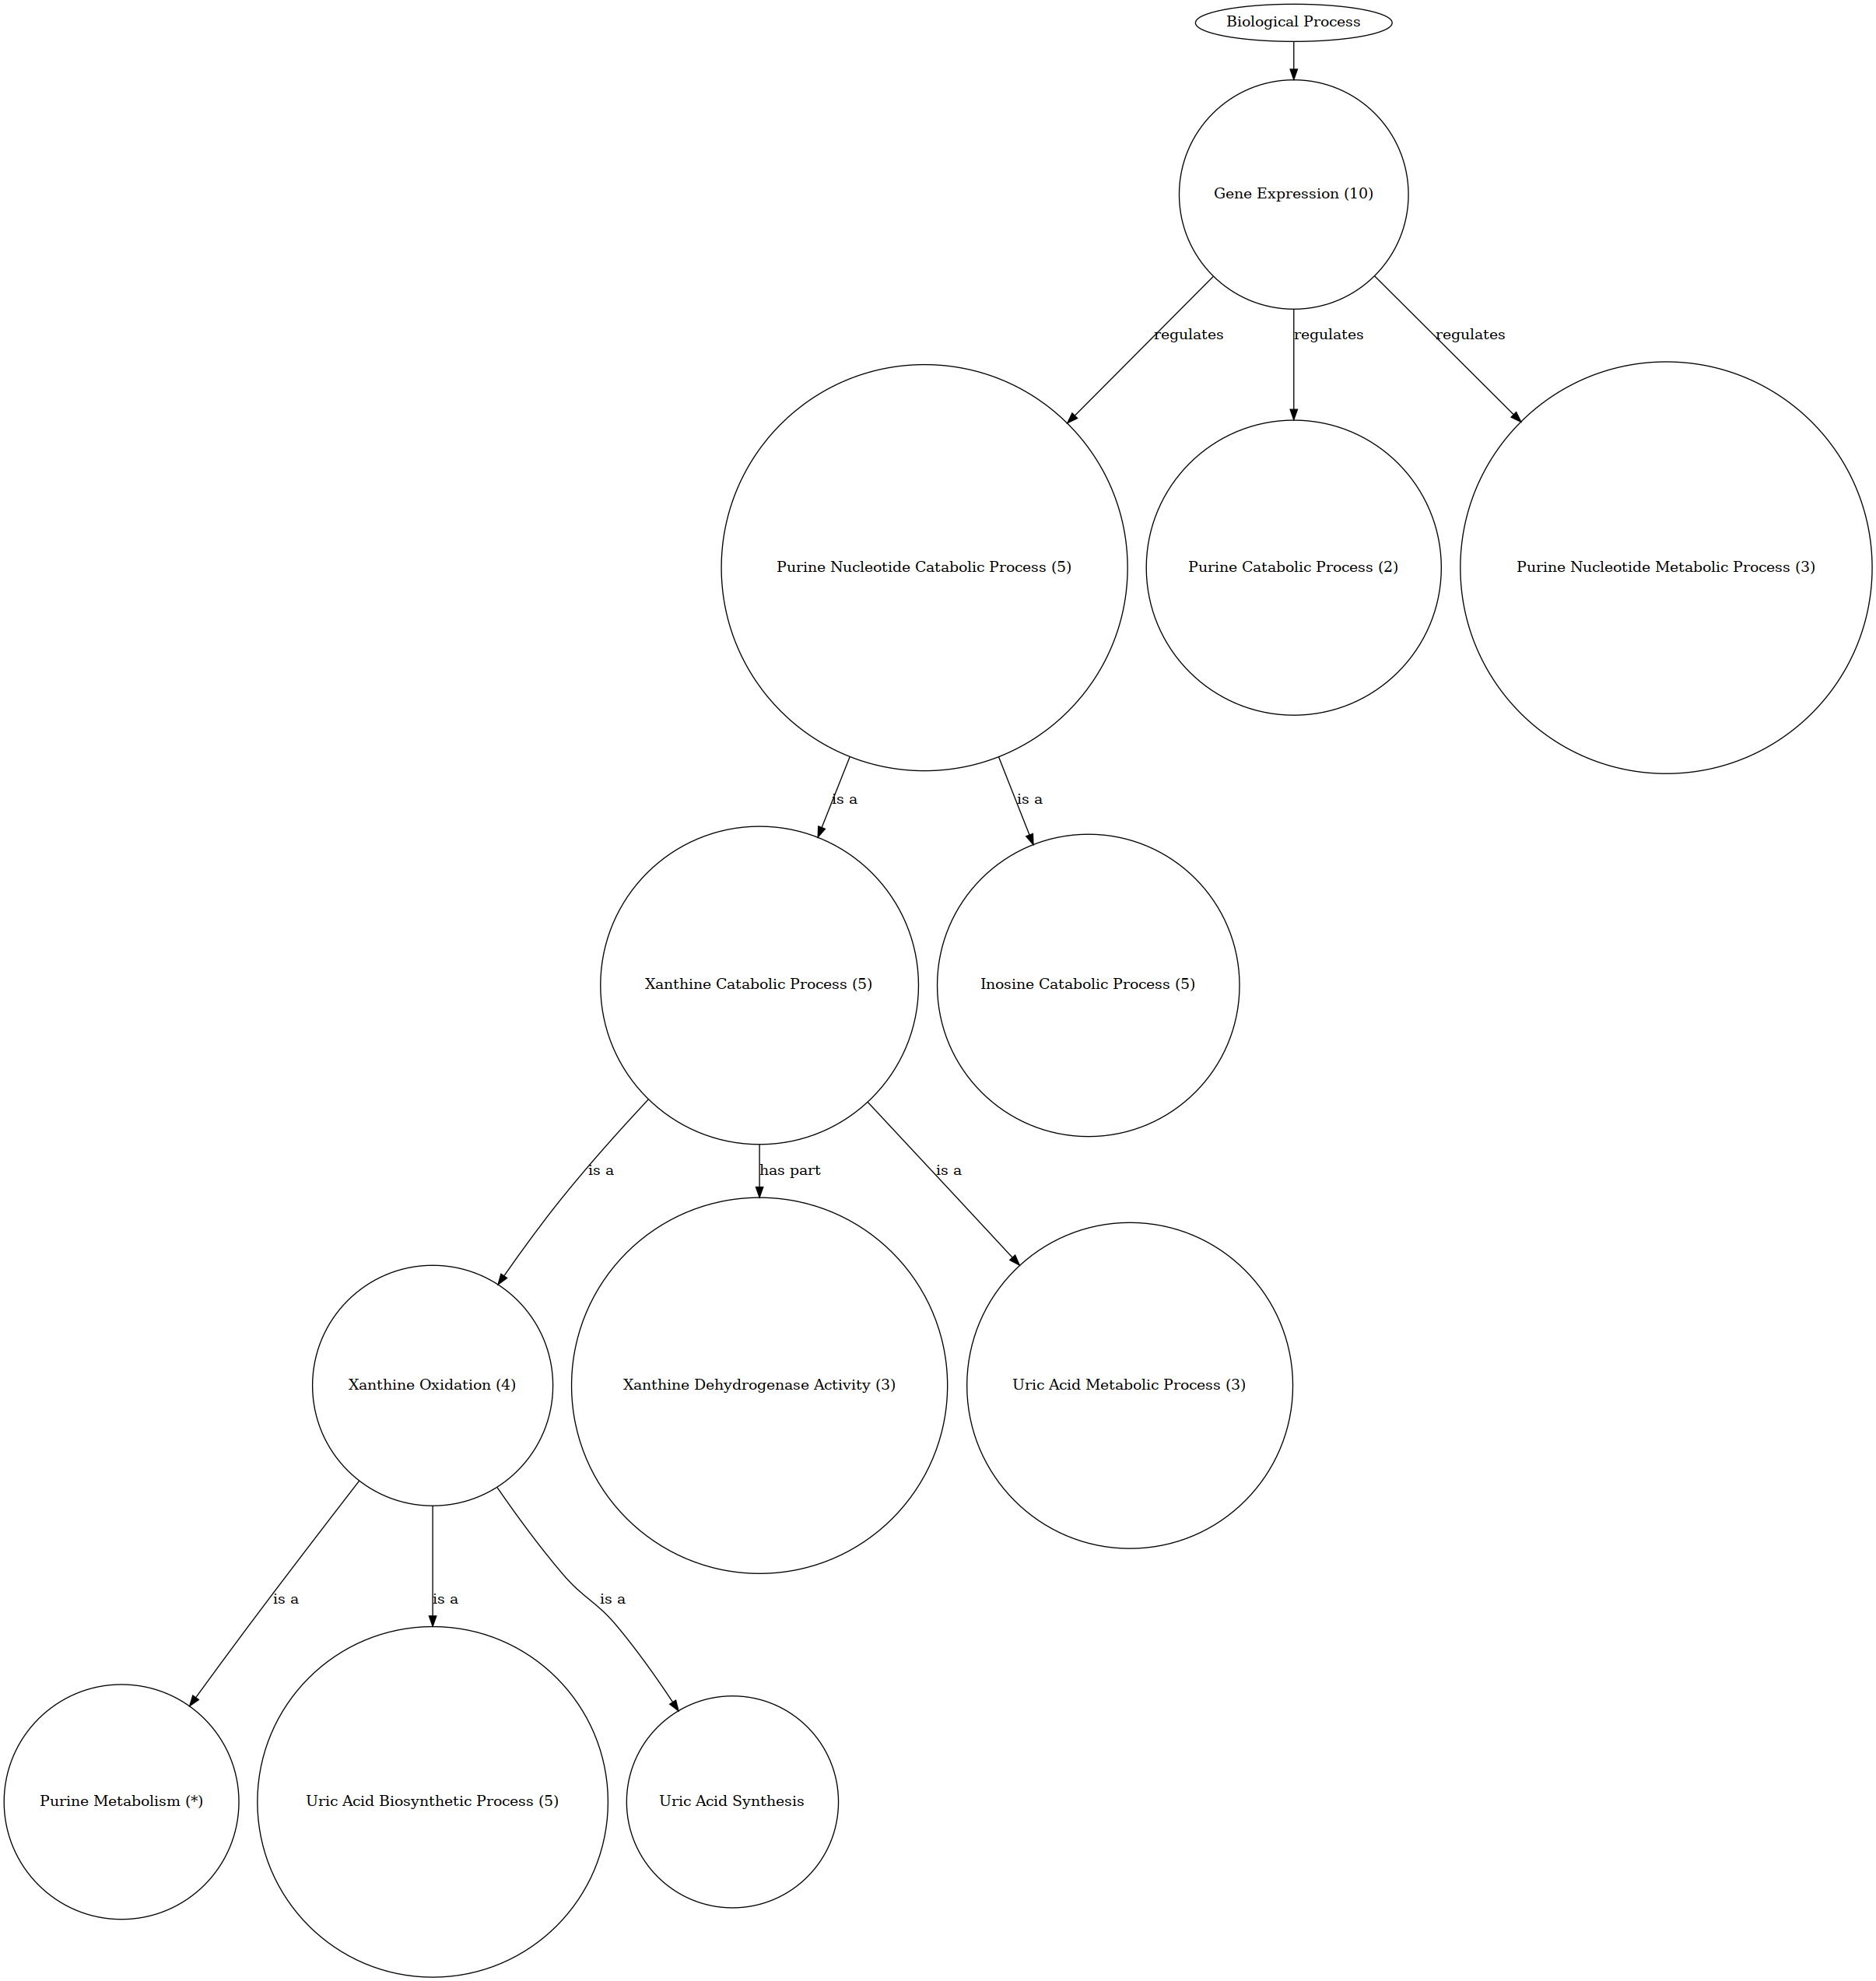 Biological Process
Gene Expression (10)
regulates
regulates
regulates
Purine Nucleotide Catabolic Process (5)
Purine Catabolic Process (2)
Purine Nucleotide Metabolic Process (3)
is a
is a
Xanthine Catabolic Process (5)
Inosine Catabolic Process (5)
is a
has part
is a
Xanthine Oxidation (4)
Xanthine Dehydrogenase Activity (3)
Uric Acid Metabolic Process (3)
is a
is a
is a
Purine Metabolism (*)
Uric Acid Biosynthetic Process (5)
Uric Acid Synthesis